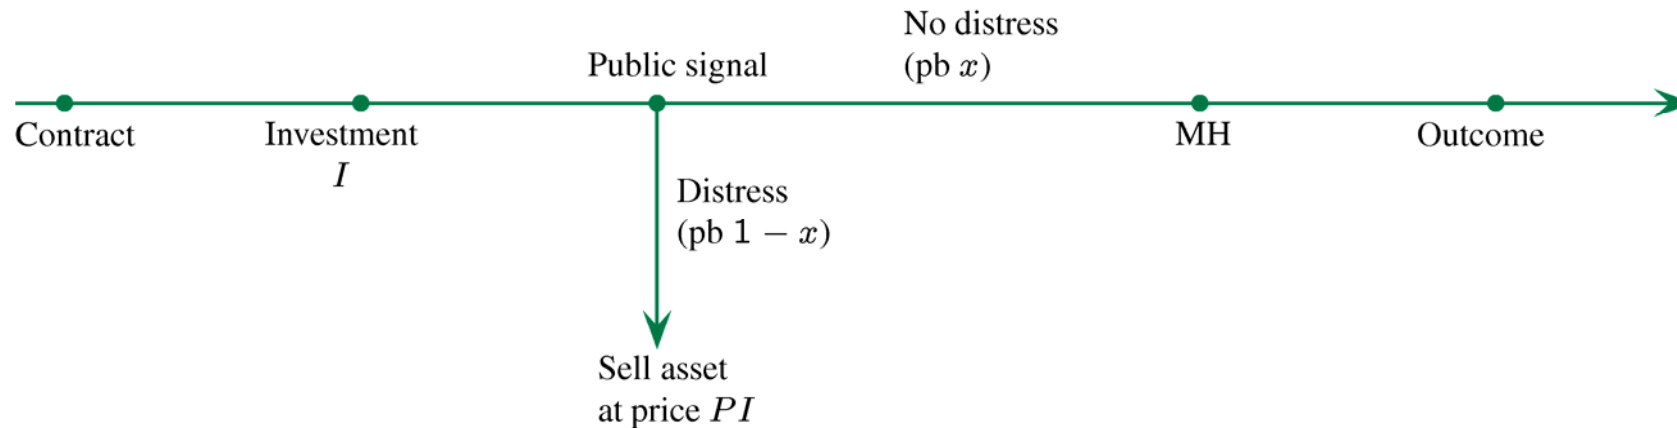 No distress
(pb x)
Public signal
Contract
Investment
I
MH
Outcome
Distress
(pb 1 − x)
Sell asset
at price PI